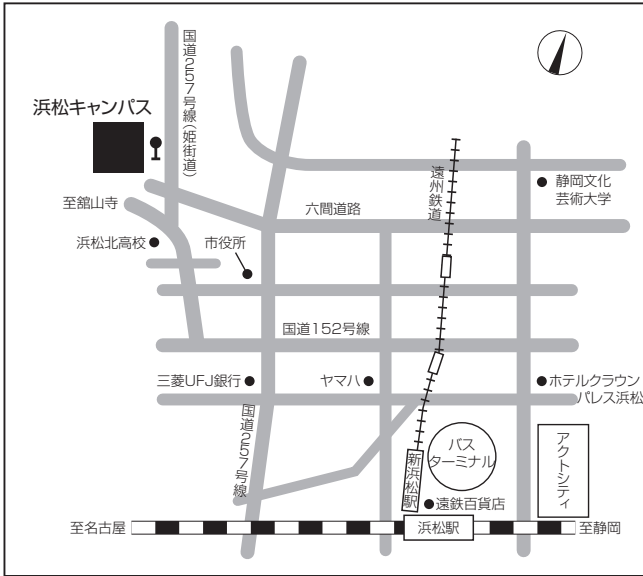 国道257号線(姫街道)
浜松キャンパス
遠州鉄道
静岡文化
芸術大学
至舘山寺
六間道路
浜松北高校
市役所
国道152号線
三菱UFJ銀行
ヤマハ
ホテルクラウン
パレス浜松
国道257号線
バス
ターミナル
アクトシティ
新浜松駅
遠鉄百貨店
至名古屋
浜松駅
至静岡